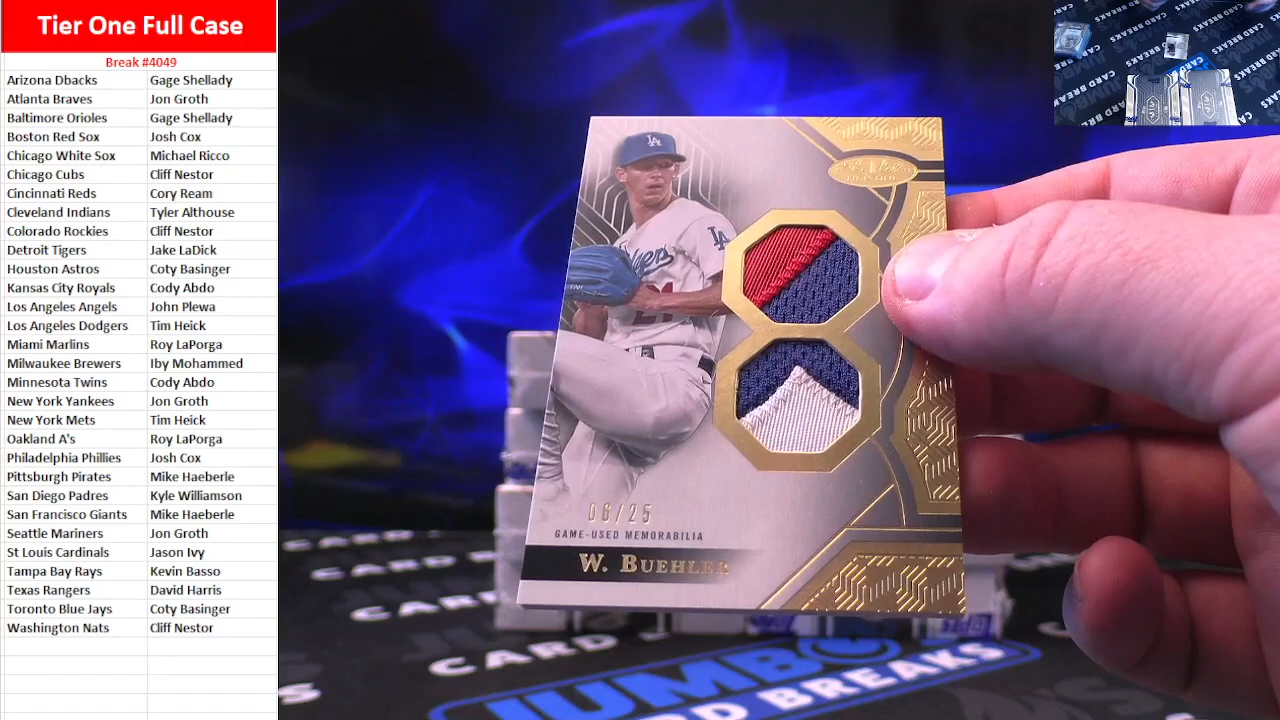 Tier One Full Case
Break #4049
Arizona Dbacks Gage Shellady
Atlanta Braves Jon Groth
Baltimore Orioles Gage Shellady
Boston Red Sox Josh Cox
Chicago White Sox Michael Ricco
Chicago Cubs Cliff Nestor
Cincinnati Reds Cory Ream
Cleveland Indians Tyler Althouse
Colorado Rockies Cliff Nestor
Detroit Tigers Jake LaDick
Houston Astros Coty Basinger
Kansas City Royals Cody Abdo
Los Angeles Angels John Plewa
Los Angeles Dodgers Tim Heick
Miami Marlins Roy LaPorga
Milwaukee Brewers Iby Mohammed
Minnesota Twins Cody Abdo
New York Yankees Jon Groth
New York Mets Tim Heick
Oakland A's Roy LaPorga
Philadelphia Phillies Josh Cox
Pittsburgh Pirates Mike Haeberle
San Diego Padres Kyle Williamson
San Francisco Giants Mike Haeberle
Seattle Mariners Jon Groth
St Louis Cardinals Jason Ivy
Tampa Bay Rays Kevin Basso
Texas Rangers David Harris
Toronto Blue Jays Coty Basinger
Washington Nats Cliff Nestor
LA
LA
21
TIER ONE
06/25
GAME-USED MEMORABILIA
W. BUEHLER
JUMBO
CARD BREAKS
CARD BREAKS